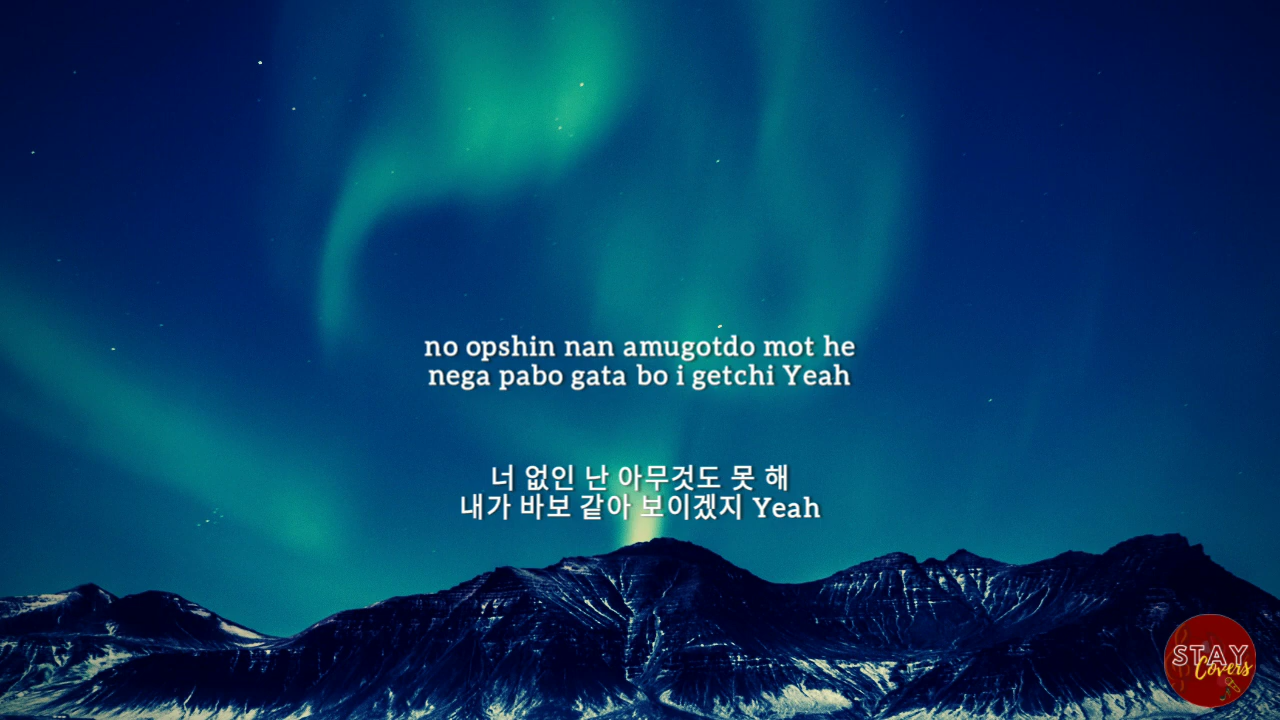 no opshin nan amugotdo mot he
nega pabo gata bo i getchi Yeah
너 없인 난 아무것도 못 해
내가 바보 같아 보이겠지 Yeah
STAY
Covers